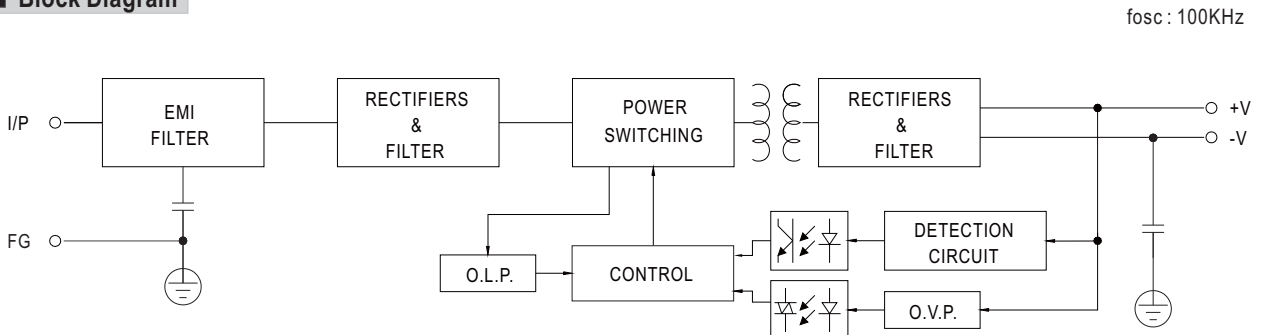 Block Diagram
fosc : 100KHz
I/P
EMI
FILTER
RECTIFIERS
&
FILTER
POWER
SWITCHING
RECTIFIERS
&
FILTER
+V
-V
FG
O.L.P.
CONTROL
DETECTION
CIRCUIT
O.V.P.